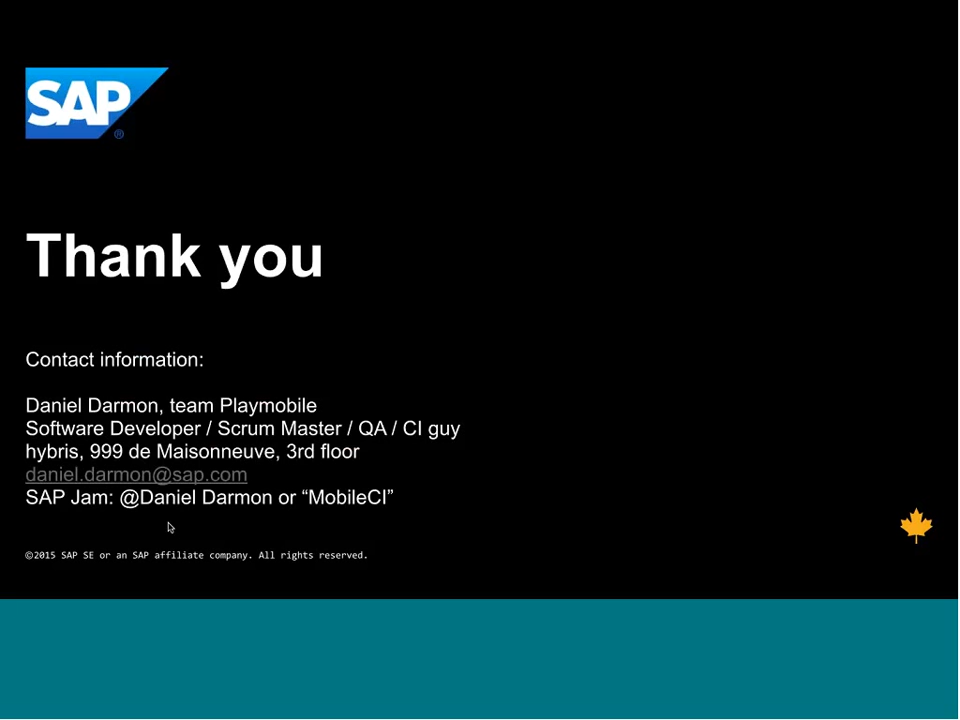 SAP®
Thank you
Contact information:
Daniel Darmon, team Playmobile
Software Developer / Scrum Master / QA / CI guy
hybris, 999 de Maisonneuve, 3rd floor
daniel.darmon@sap.com
SAP Jam: @Daniel Darmon or “MobileCI”
©2015 SAP SE or an SAP affiliate company. All rights reserved.